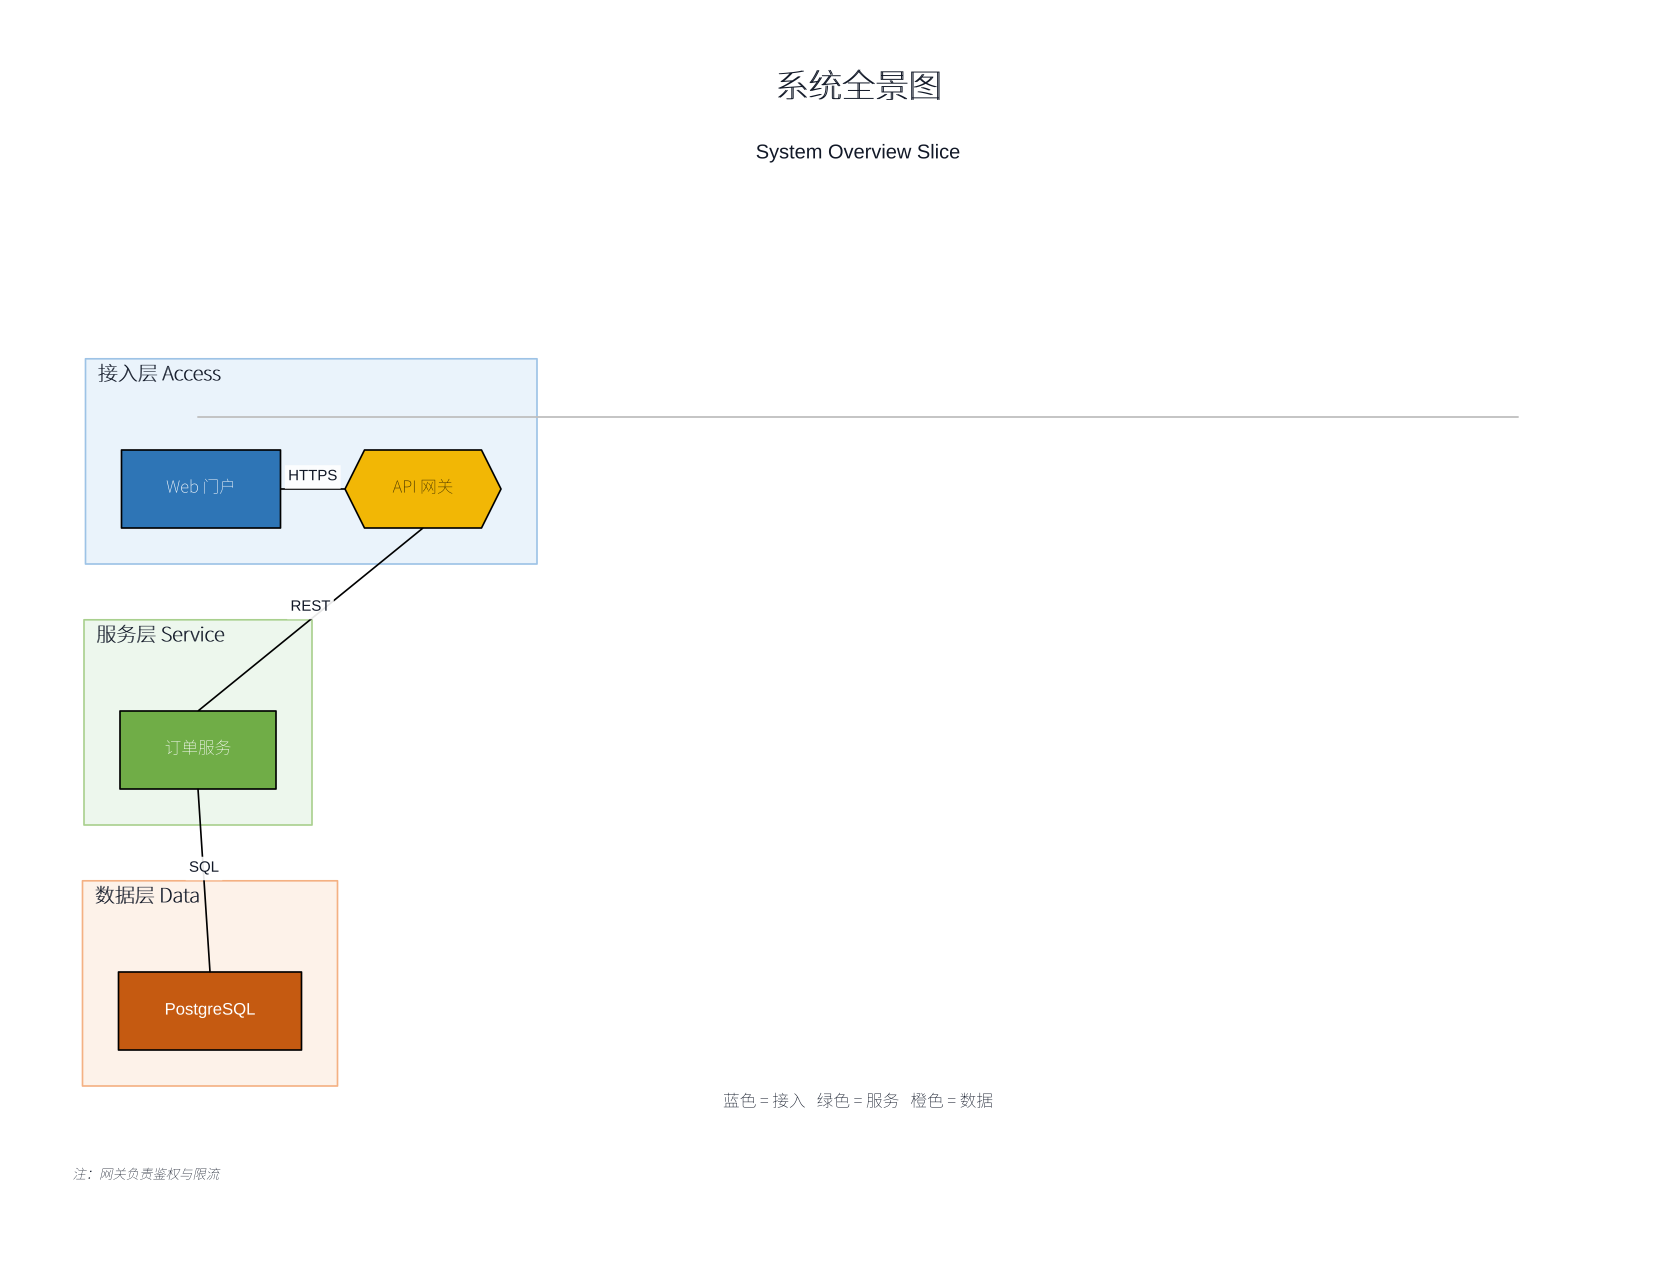 系统全景图
System Overview Slice
接入层 Access
Web 门户
HTTPS
API 网关
REST
服务层 Service
订单服务
SQL
数据层 Data
PostgreSQL
蓝色 = 接入 绿色 = 服务 橙色 = 数据
注：网关负责鉴权与限流